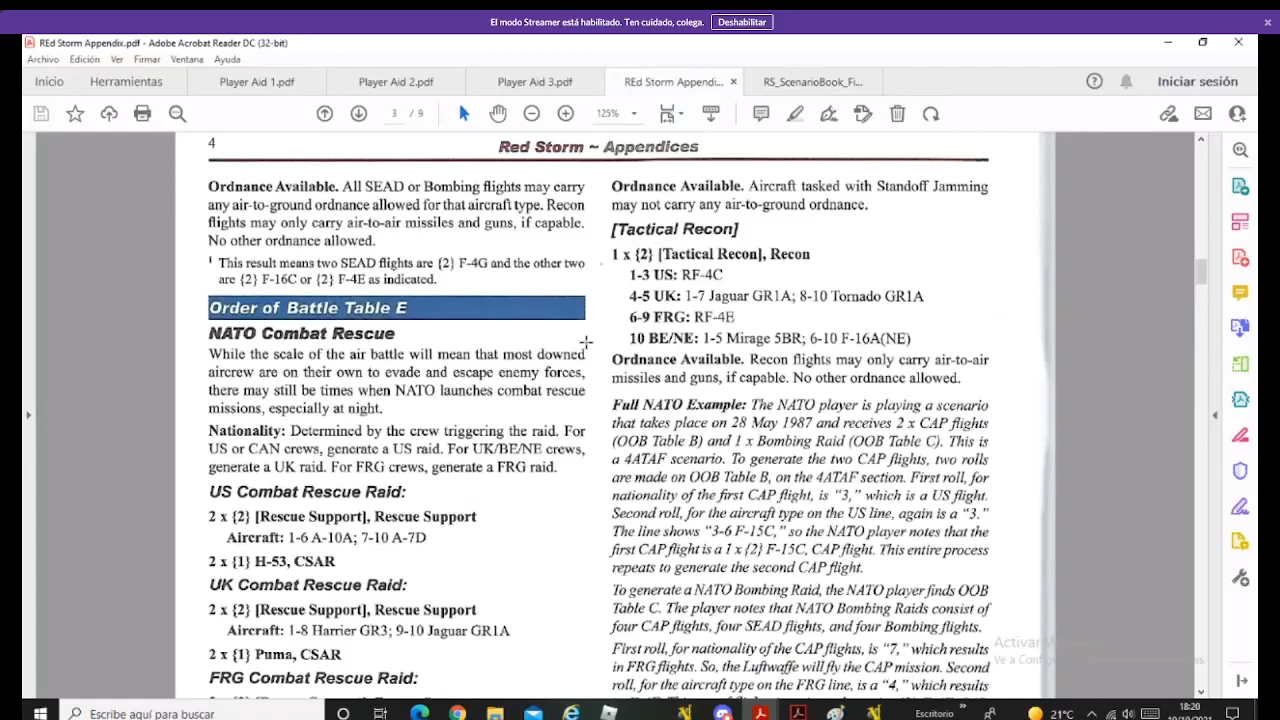 El modo Streamer está habilitado. Ten cuidado, colega. Deshabilitar
REd Storm Appendix.pdf - Adobe Acrobat Reader DC (32-bit)
Archivo Edición Ver Firmar Ventana Ayuda
Inicio Herramientas Player Aid 1.pdf Player Aid 2.pdf Player Aid 3.pdf REd Storm Appendi... RS_ScenarioBook_Fi... Iniciar sesión
3 / 9 125%
4
Red Storm ~ Appendices
Ordnance Available. All SEAD or Bombing flights may carry
any air-to-ground ordnance allowed for that aircraft type. Recon
flights may only carry air-to-air missiles and guns, if capable.
No other ordnance allowed.
¹ This result means two SEAD flights are {2} F-4G and the other two
are {2} F-16C or {2} F-4E as indicated.
Order of Battle Table E
NATO Combat Rescue
While the scale of the air battle will mean that most downed
aircrew are on their own to evade and escape enemy forces,
there may still be times when NATO launches combat rescue
missions, especially at night.
Nationality: Determined by the crew triggering the raid. For
US or CAN crews, generate a US raid. For UK/BE/NE crews,
generate a UK raid. For FRG crews, generate a FRG raid.
US Combat Rescue Raid:
2 x {2} [Rescue Support], Rescue Support
Aircraft: 1-6 A-10A; 7-10 A-7D
2 x {1} H-53, CSAR
UK Combat Rescue Raid:
2 x {2} [Rescue Support], Rescue Support
Aircraft: 1-8 Harrier GR3; 9-10 Jaguar GR1A
2 x {1} Puma, CSAR
FRG Combat Rescue Raid:
Ordnance Available. Aircraft tasked with Standoff Jamming
may not carry any air-to-ground ordnance.
[Tactical Recon]
1 x {2} [Tactical Recon], Recon
1-3 US: RF-4C
4-5 UK: 1-7 Jaguar GR1A; 8-10 Tornado GR1A
6-9 FRG: RF-4E
10 BE/NE: 1-5 Mirage 5BR; 6-10 F-16A(NE)
Ordnance Available. Recon flights may only carry air-to-air
missiles and guns, if capable. No other ordnance allowed.
Full NATO Example: The NATO player is playing a scenario
that takes place on 28 May 1987 and receives 2 x CAP flights
(OOB Table B) and 1 x Bombing Raid (OOB Table C). This is
a 4ATAF scenario. To generate the two CAP flights, two rolls
are made on OOB Table B, on the 4ATAF section. First roll, for
nationality of the first CAP flight, is "3," which is a US flight.
Second roll, for the aircraft type on the US line, again is a "3."
The line shows "3-6 F-15C," so the NATO player notes that the
first CAP flight is a 1 x {2} F-15C, CAP flight. This entire process
repeats to generate the second CAP flight.
To generate a NATO Bombing Raid, the NATO player finds OOB
Table C. The player notes that NATO Bombing Raids consist of
four CAP flights, four SEAD flights, and four Bombing flights.
First roll, for nationality of the CAP flights, is "7," which results
in FRG flights. So, the Luftwaffe will fly the CAP mission. Second
roll, for the aircraft type on the FRG line, is a "4," which results
Escribe aquí para buscar
Escritorio
21°C
18:20